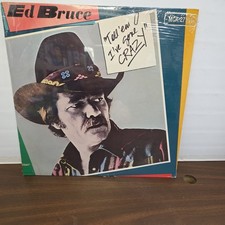 Ed Bruce
"Tell 'em
I've Gone
CRAZY"